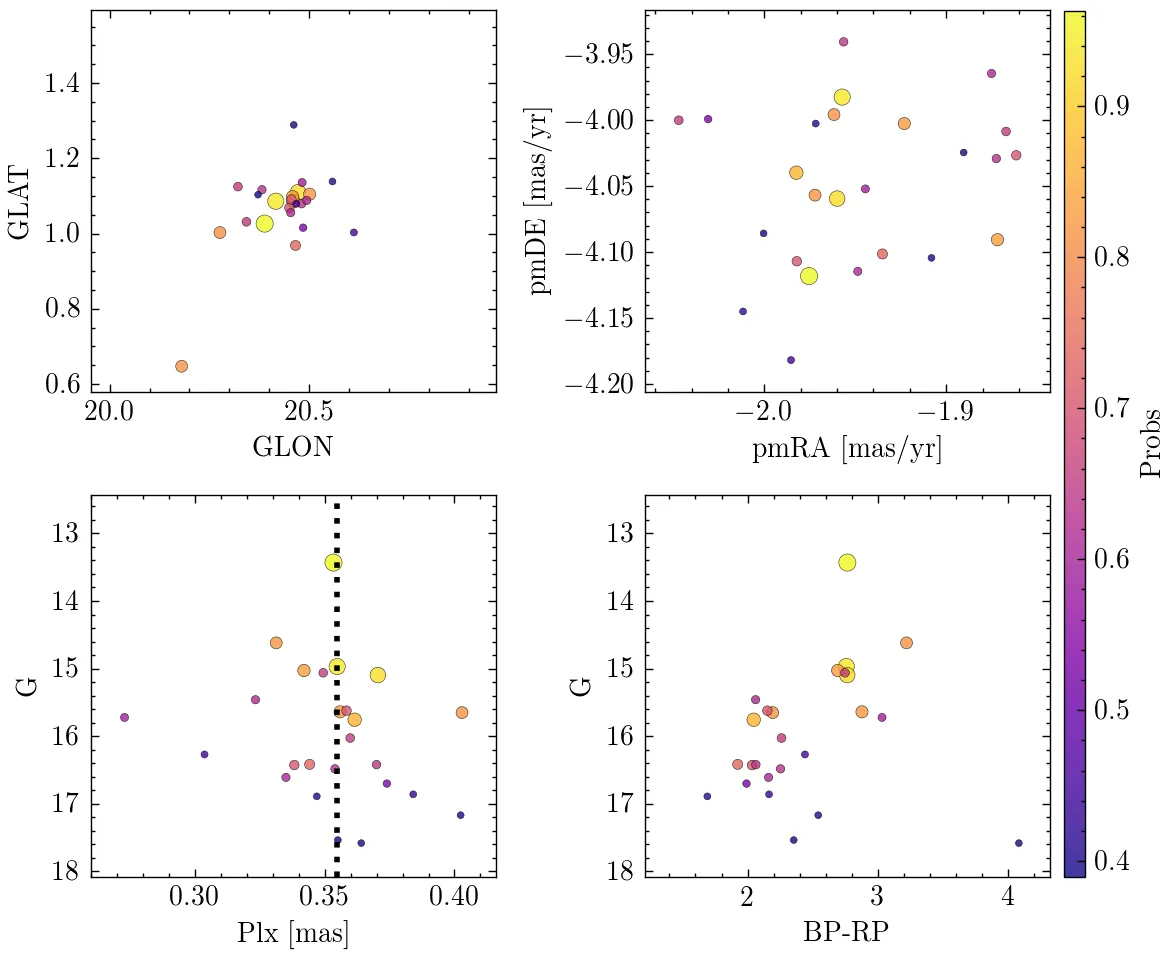 1.4
1.2
1.0
0.8
0.6
GLAT
20.0 20.5
GLON
−3.95
−4.00
−4.05
−4.10
−4.15
−4.20
pmDE [mas/yr]
−2.0 −1.9
pmRA [mas/yr]
0.9
0.8
0.7
0.6
0.5
0.4
Probs
13
14
15
16
17
18
G
0.30 0.35 0.40
Plx [mas]
13
14
15
16
17
18
G
2 3 4
BP-RP